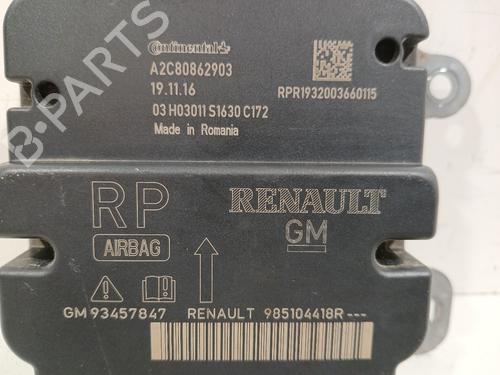 Continental
A2C80862903
19.11.16
RPR1932003660115
03 H03011 S1630 C172
Made in Romania
RP
RENAULT
AIRBAG
GM
GM 93457847 RENAULT 985104418R---